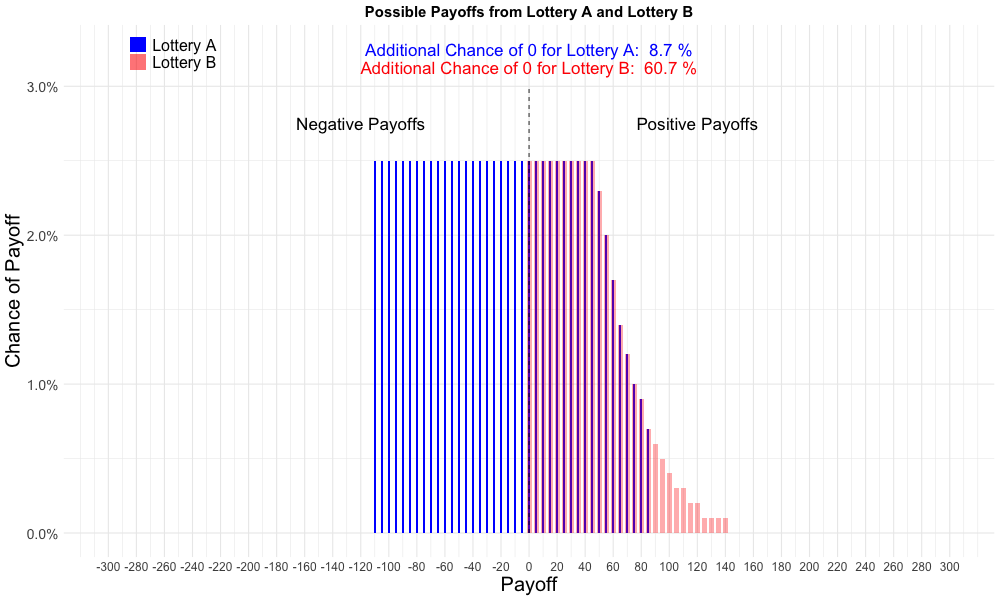 Possible Payoffs from Lottery A and Lottery B
Lottery A
Lottery B
Additional Chance of 0 for Lottery A:  8.7 %
Additional Chance of 0 for Lottery B:  60.7 %
Negative Payoffs
Positive Payoffs
Chance of Payoff
3.0%
2.0%
1.0%
0.0%
-300 -280 -260 -240 -220 -200 -180 -160 -140 -120 -100 -80 -60 -40 -20 0 20 40 60 80 100 120 140 160 180 200 220 240 260 280 300
Payoff